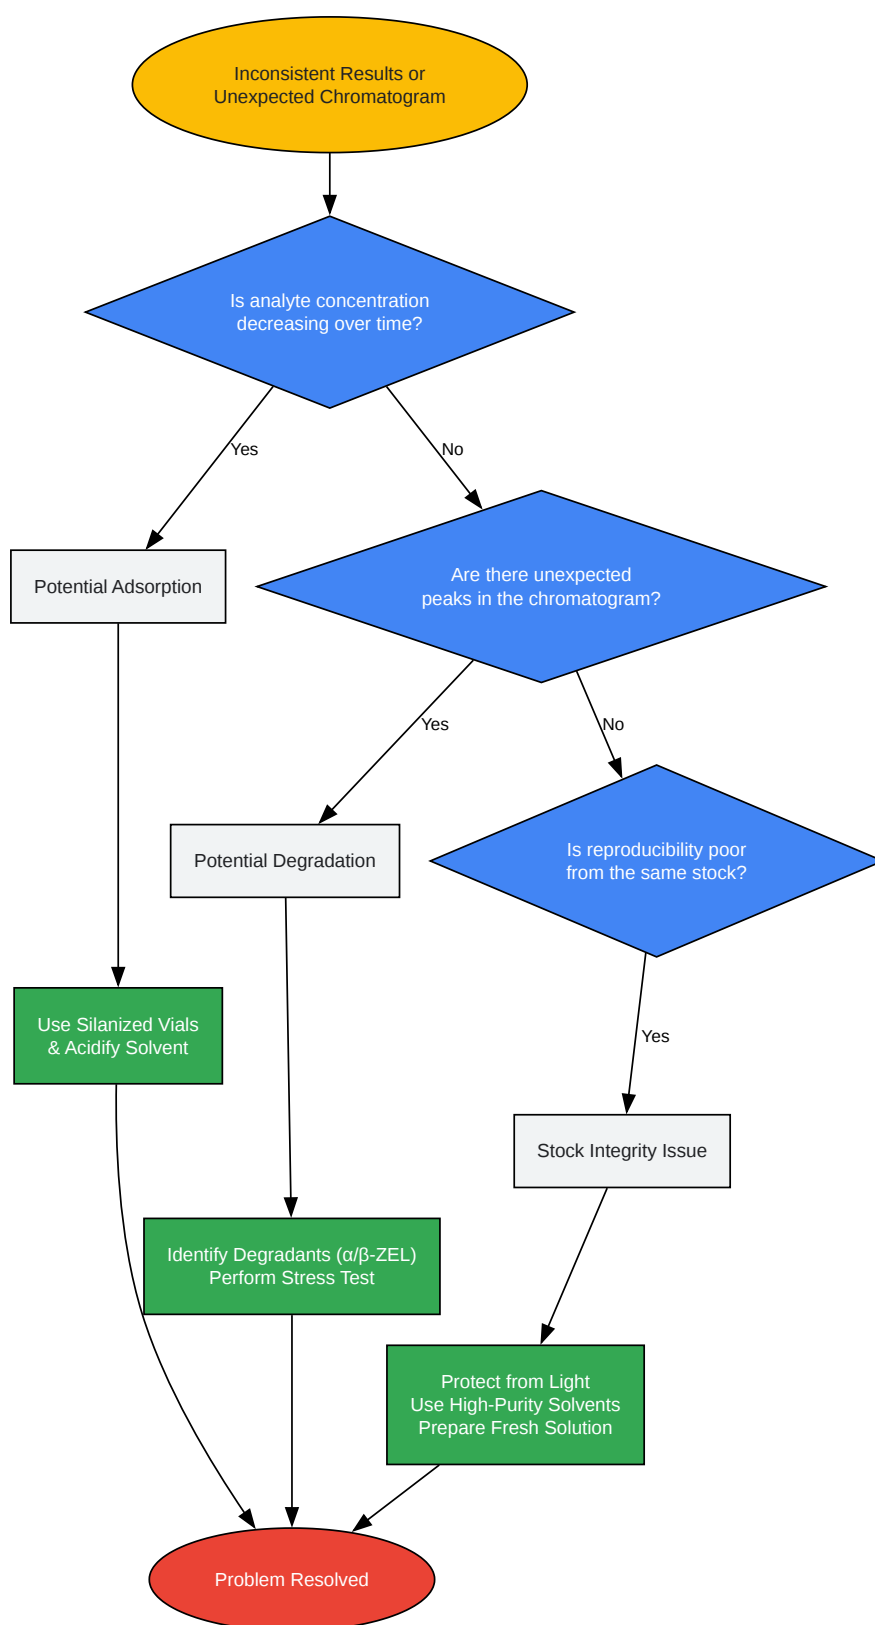 Inconsistent Results or
Unexpected Chromatogram
Is analyte concentration
decreasing over time?
Yes
No
Potential Adsorption
Are there unexpected
peaks in the chromatogram?
Yes
No
Potential Degradation
Is reproducibility poor
from the same stock?
Use Silanized Vials
& Acidify Solvent
Yes
Stock Integrity Issue
Identify Degradants (α/β-ZEL)
Perform Stress Test
Protect from Light
Use High-Purity Solvents
Prepare Fresh Solution
Problem Resolved